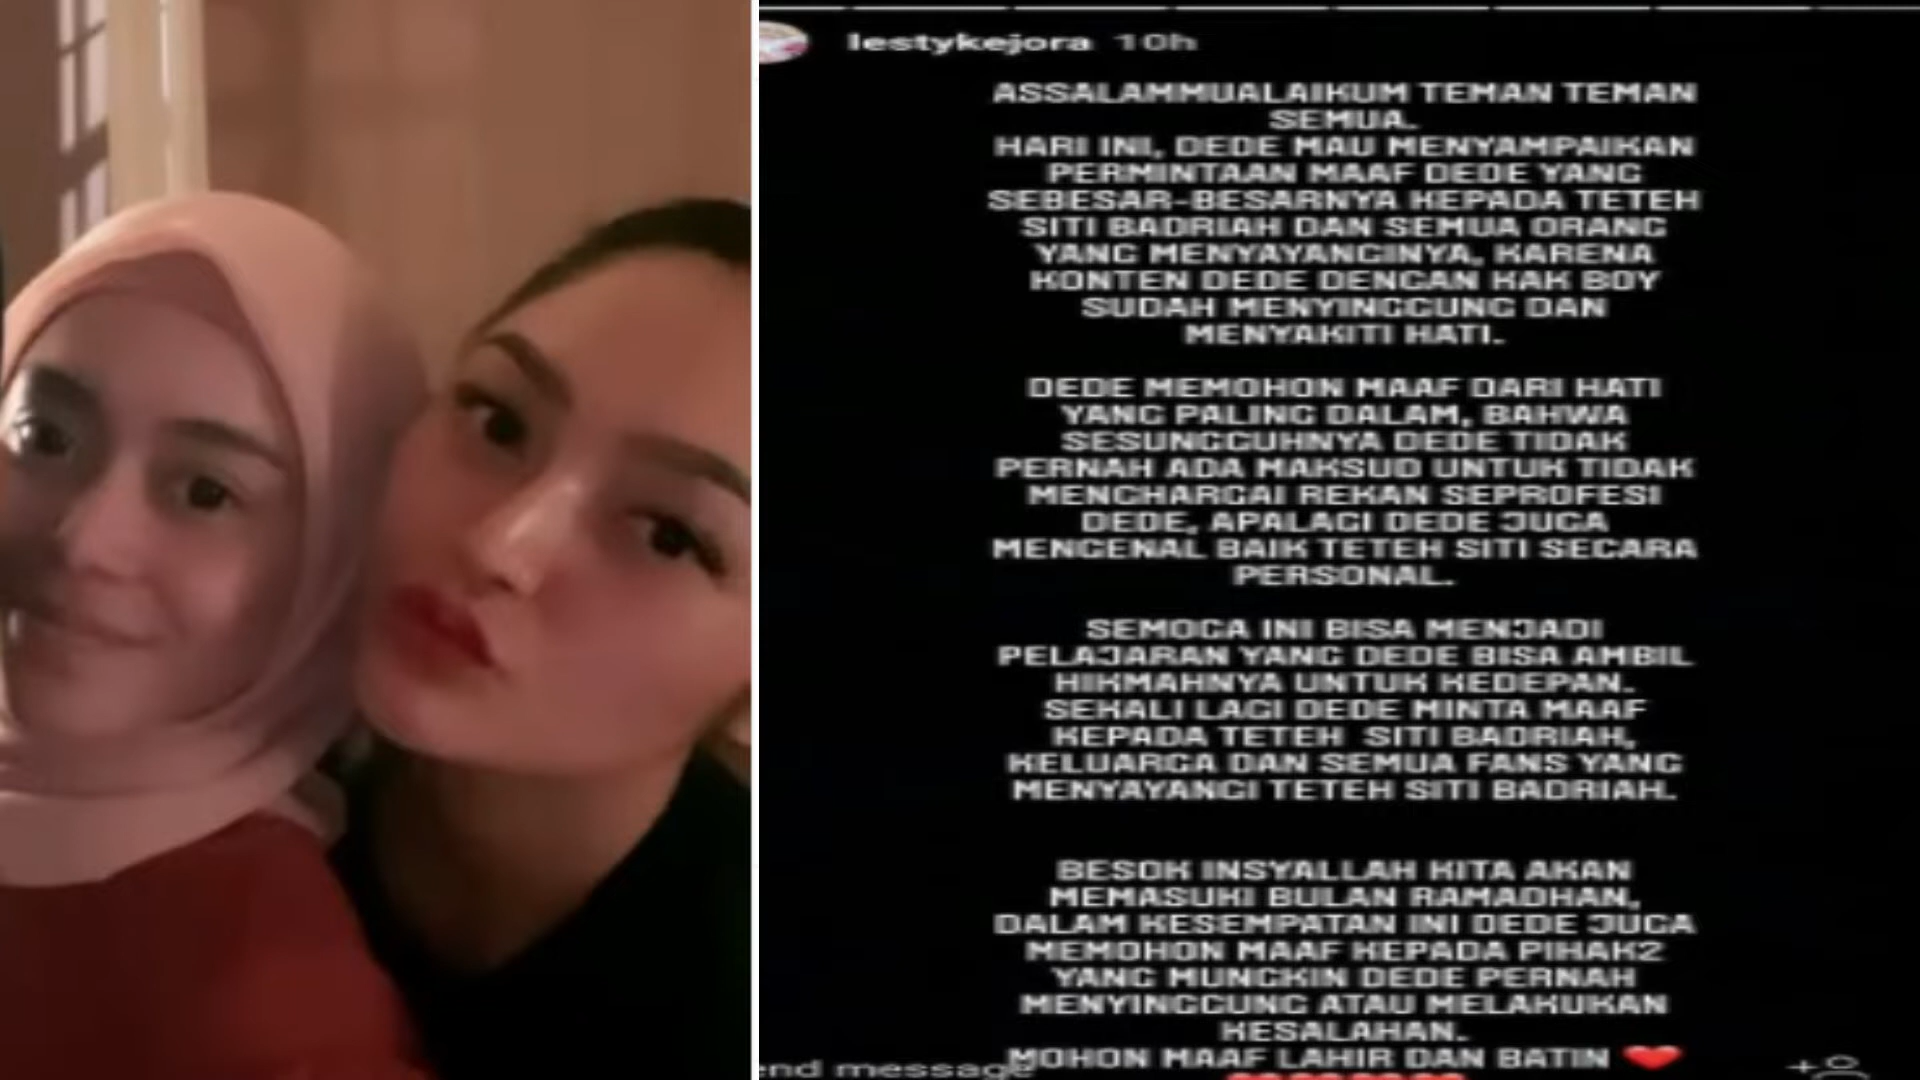 lestykejora 10h
ASSALAMMUALAIKUM TEMAN TEMAN
SEMUA.
HARI INI, DEDE MAU MENYAMPAIKAN
PERMINTAAN MAAF DEDE YANG
SEBESAR-BESARNYA KEPADA TETEH
SITI BADRIAH DAN SEMUA ORANG
YANG MENYAYANGINYA, KARENA
KONTEN DEDE DENGAN KAK BOY
SUDAH MENYINGGUNG DAN
MENYAKITI HATI.
DEDE MEMOHON MAAF DARI HATI
YANG PALING DALAM, BAHWA
SESUNGGUHNYA DEDE TIDAK
PERNAH ADA MAKSUD UNTUK TIDAK
MENGHARGAI REKAN SEPROFESI
DEDE, APALAGI DEDE JUGA
MENGENAL BAIK TETEH SITI SECARA
PERSONAL.
SEMOGA INI BISA MENJADI
PELAJARAN YANG DEDE BISA AMBIL
HIKMAHNYA UNTUK KEDEPAN.
SEKALI LAGI DEDE MINTA MAAF
KEPADA TETEH SITI BADRIAH,
KELUARGA DAN SEMUA FANS YANG
MENYAYANGI TETEH SITI BADRIAH.
BESOK INSYALLAH KITA AKAN
MEMASUKI BULAN RAMADHAN,
DALAM KESEMPATAN INI DEDE JUGA
MEMOHON MAAF KEPADA PIHAK2
YANG MUNGKIN DEDE PERNAH
MENYINGGUNG ATAU MELAKUKAN
KESALAHAN.
MOHON MAAF LAHIR DAN BATIN ❤️
end message